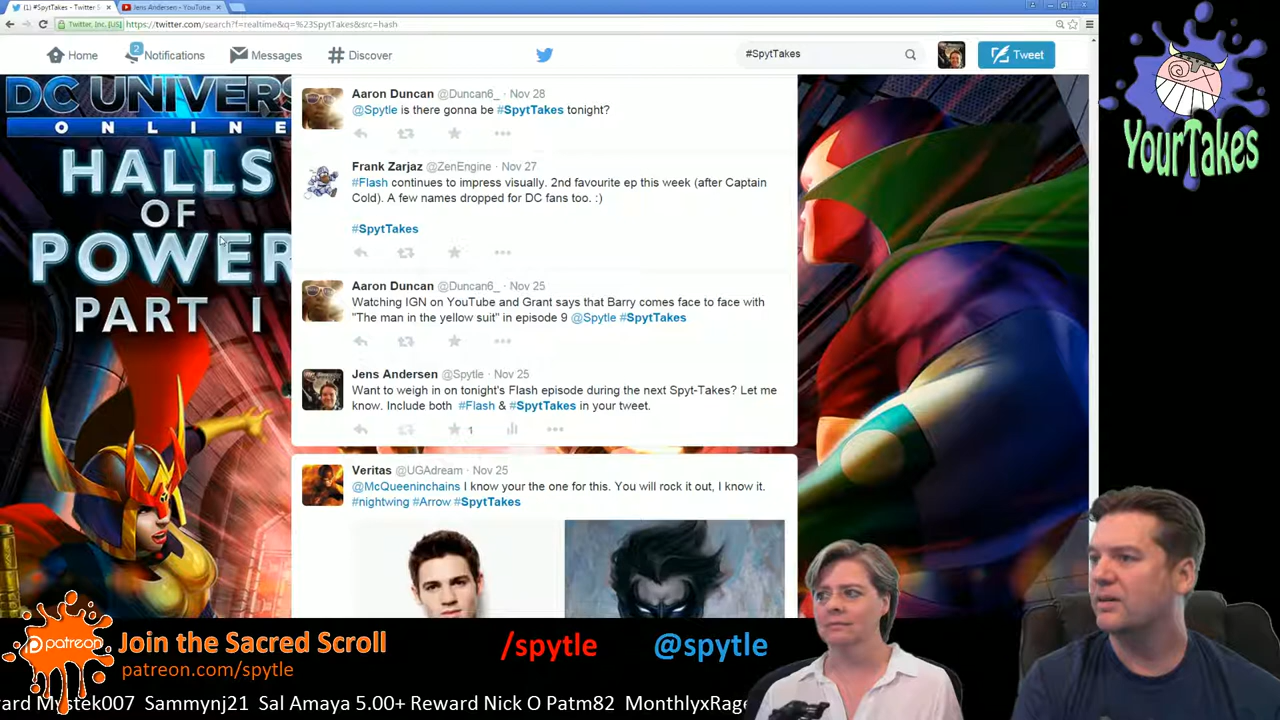 (1) #SpytTakes - Twitter S
Jens Andersen - YouTube
Twitter, Inc. [US]
https://twitter.com/search?f=realtime&q=%23SpytTakes&src=hash
Home
2
Notifications
Messages
Discover
#SpytTakes
Tweet
DC UNIVERS
ONLINE
HALLS
OF
POWER
PART I
Aaron Duncan @Duncan6_ · Nov 28
@Spytle is there gonna be #SpytTakes tonight?
Frank Zarjaz @ZenEngine · Nov 27
#Flash continues to impress visually. 2nd favourite ep this week (after Captain
Cold). A few names dropped for DC fans too. :)
#SpytTakes
Aaron Duncan @Duncan6_ · Nov 25
Watching IGN on YouTube and Grant says that Barry comes face to face with
"The man in the yellow suit" in episode 9 @Spytle #SpytTakes
Jens Andersen @Spytle · Nov 25
Want to weigh in on tonight's Flash episode during the next Spyt-Takes? Let me
know. Include both #Flash & #SpytTakes in your tweet.
1
Veritas @UGAdream · Nov 25
@McQueeninchains I know your the one for this. You will rock it out, I know it.
#nightwing #Arrow #SpytTakes
YourTakes
patreon
Join the Sacred Scroll
patreon.com/spytle
/spytle
@spytle
ard Mystek007 Sammynj21 Sal Amaya 5.00+ Reward Nick O Patm82 MonthlyxRage